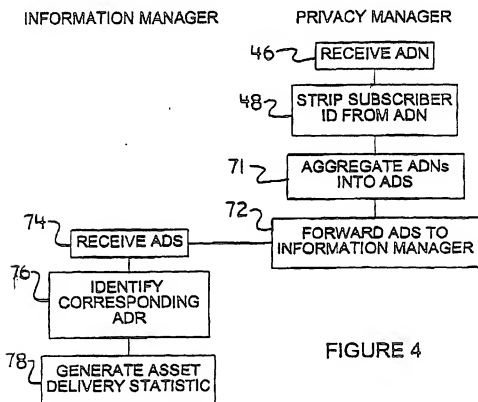 INFORMATION MANAGER
PRIVACY MANAGER
46
RECEIVE ADN
48
STRIP SUBSCRIBER
ID FROM ADN
71
AGGREGATE ADNs
INTO ADS
72
FORWARD ADS TO
INFORMATION MANAGER
74
RECEIVE ADS
76
IDENTIFY
CORRESPONDING
ADR
78
GENERATE ASSET
DELIVERY STATISTIC
FIGURE 4